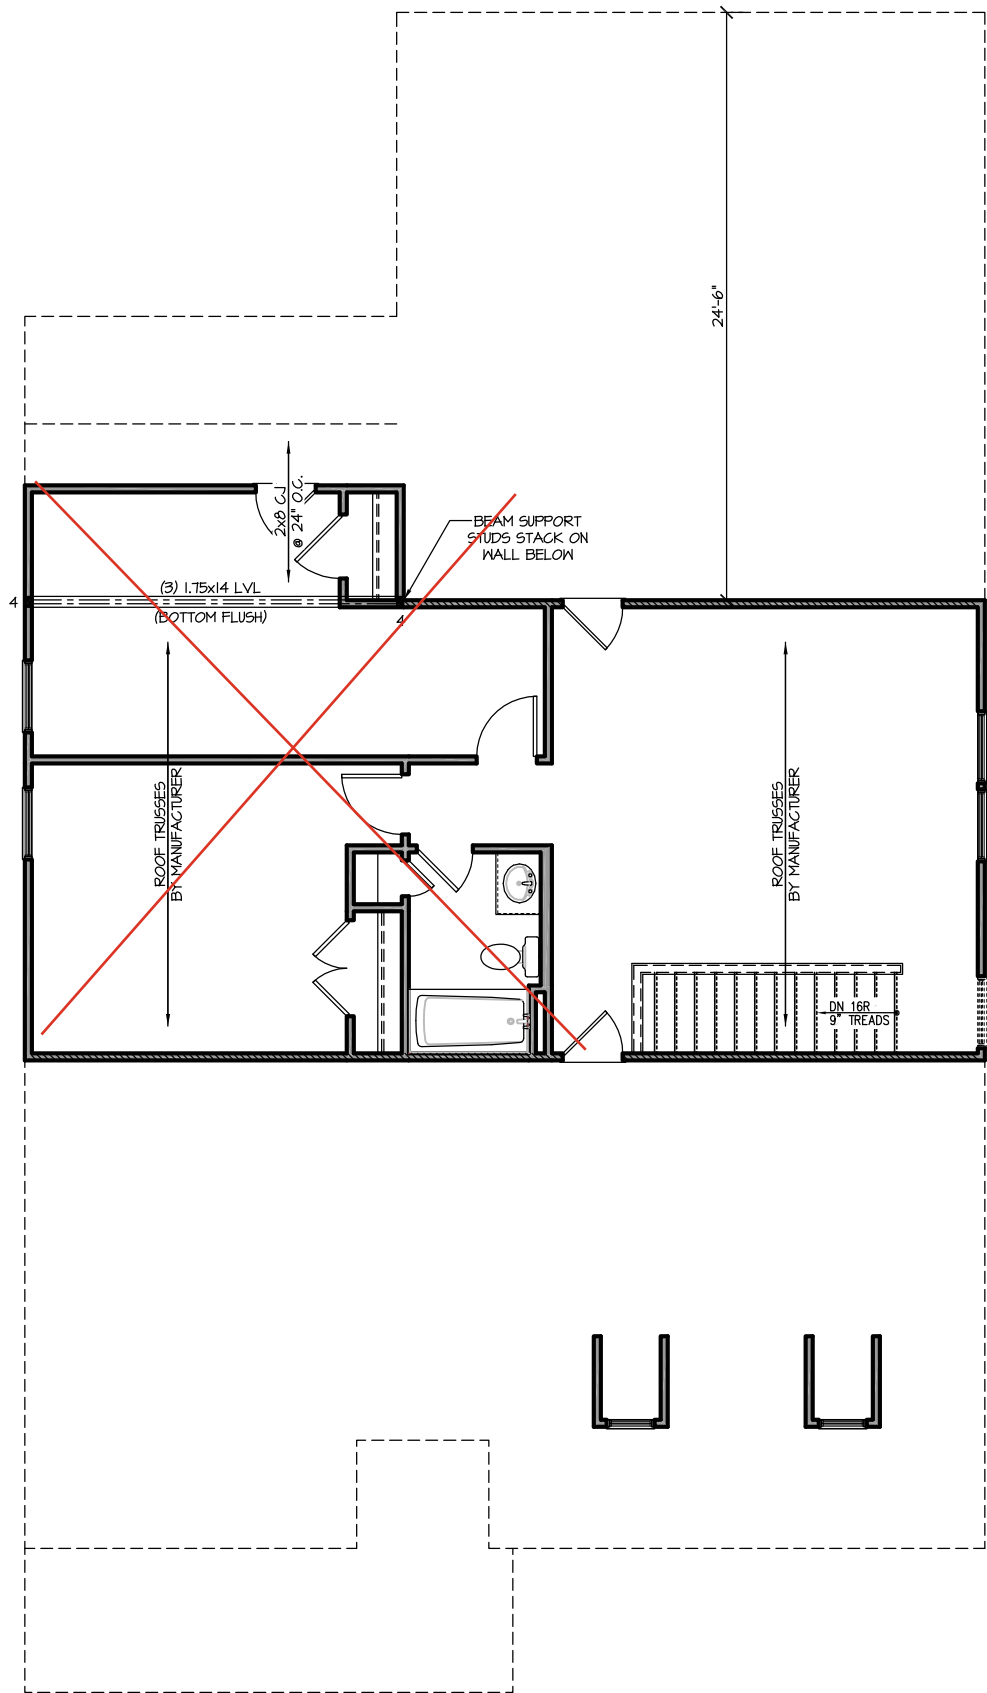 24'-6"
2x8 CJ
@ 24" O.C.
BEAM SUPPORT
STUDS STACK ON
WALL BELOW
(3) 1.75x14 LVL
4
(BOTTOM FLUSH)
4
ROOF TRUSSES
BY MANUFACTURER
ROOF TRUSSES
BY MANUFACTURER
DN 16R
9" TREADS